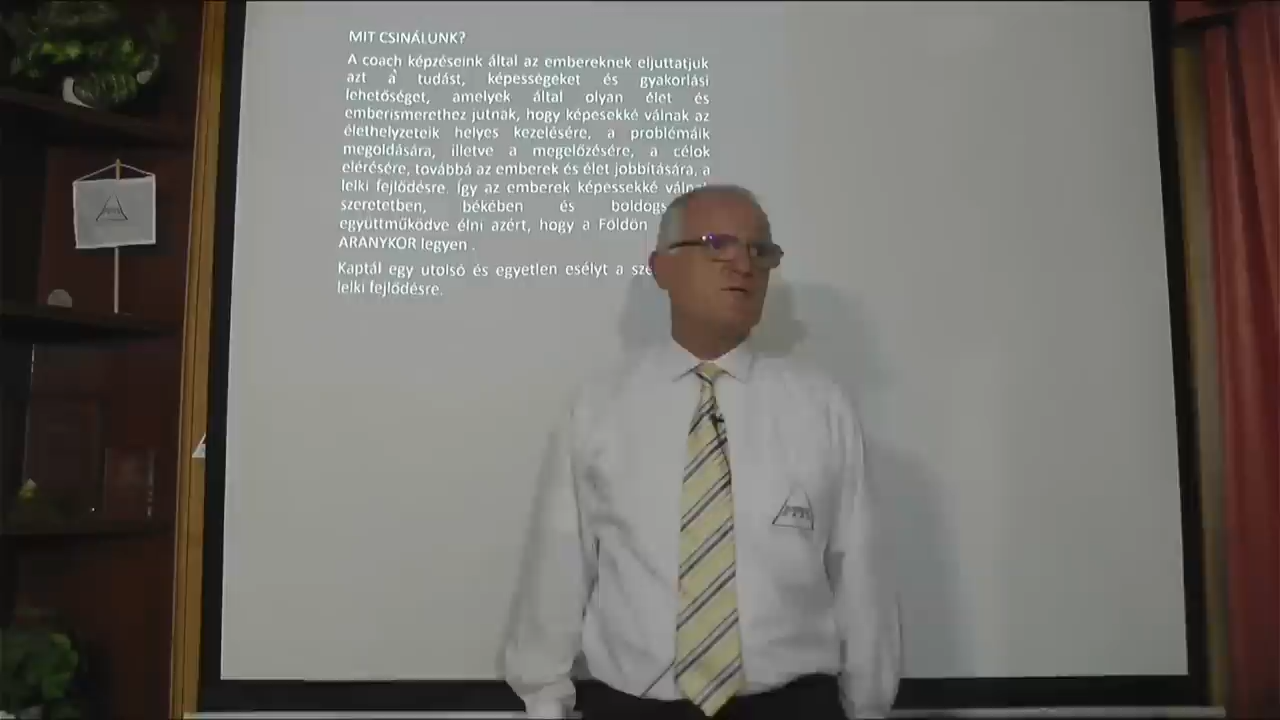 MIT CSINÁLUNK?
A coach képzéseink által az embereknek eljuttatjuk
azt a tudást, képességeket és gyakorlási
lehetőséget, amelyek által olyan élet és
emberismerethez jutnak, hogy képesekké válnak az
élethelyzeteik helyes kezelésére, a problémáik
megoldására, illetve a megelőzésére, a célok
elérésére, továbbá az emberek és élet jobbítására, a
lelki fejlődésre. Így az emberek képessekké
szeretetben, békében és
együttműködve élni azért, hogy a Földön
ARANYKOR legyen .
Kaptál egy utolsó és egyetlen esélyt a
lelki fejlődésre.